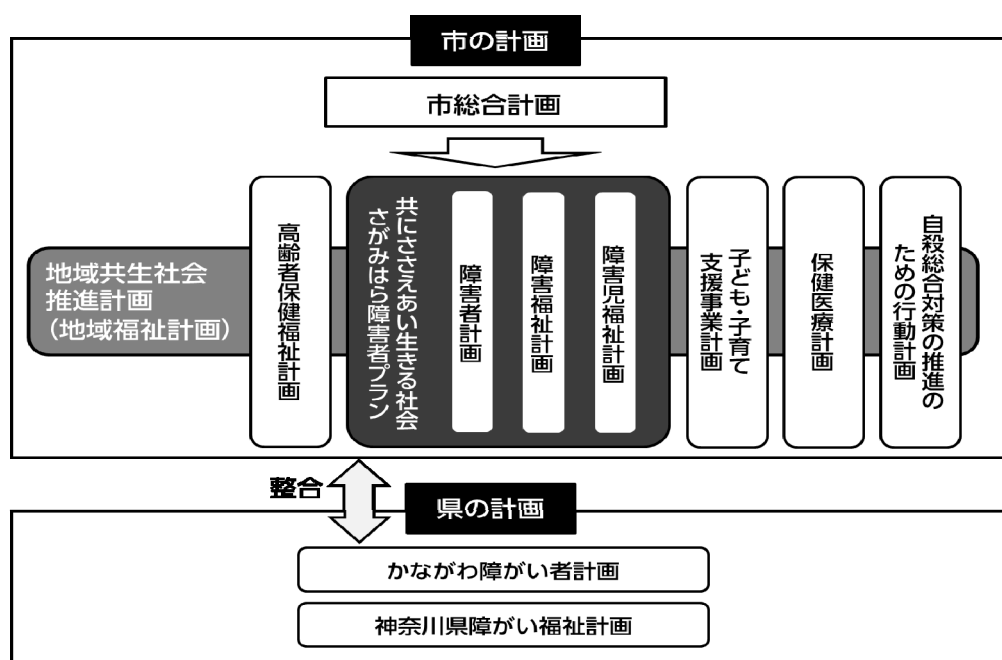 市の計画
市総合計画
地域共生社会
推進計画
（地域福祉計画）
高齢者保健福祉計画
共にささえあい生きる社会
さがみはら障害者プラン
障害者計画
障害福祉計画
障害児福祉計画
子ども・子育て
支援事業計画
保健医療計画
自殺総合対策の推進の
ための行動計画
整合
県の計画
かながわ障がい者計画
神奈川県障がい福祉計画